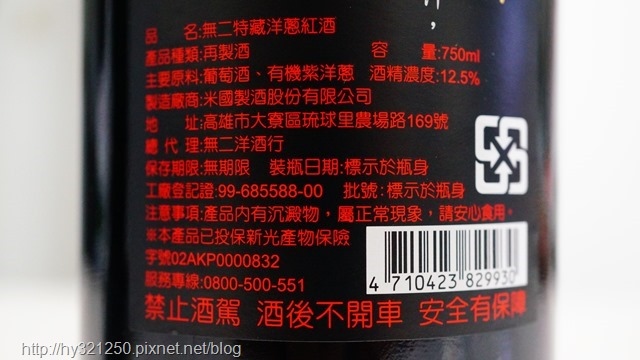 品　　名:無二特藏洋蔥紅酒
產品種類:再製酒　　容　　量:750ml
主要原料:葡萄酒、有機紫洋蔥　酒精濃度:12.5%
製造廠商:米國製酒股份有限公司
地　　址:高雄市大寮區琉球里農場路169號
總 代 理:無二洋酒行
保存期限:無期限　裝瓶日期:標示於瓶身
工廠登記證:99-685588-00　批號:標示於瓶身
注意事項:產品內有沉澱物，屬正常現象，請安心食用。
※本產品已投保新光產物保險
字號02AKP0000832
服務專線:0800-500-551
4 710423 829930
禁止酒駕 酒後不開車 安全有保障
http://hy321250.pixnet.net/blog